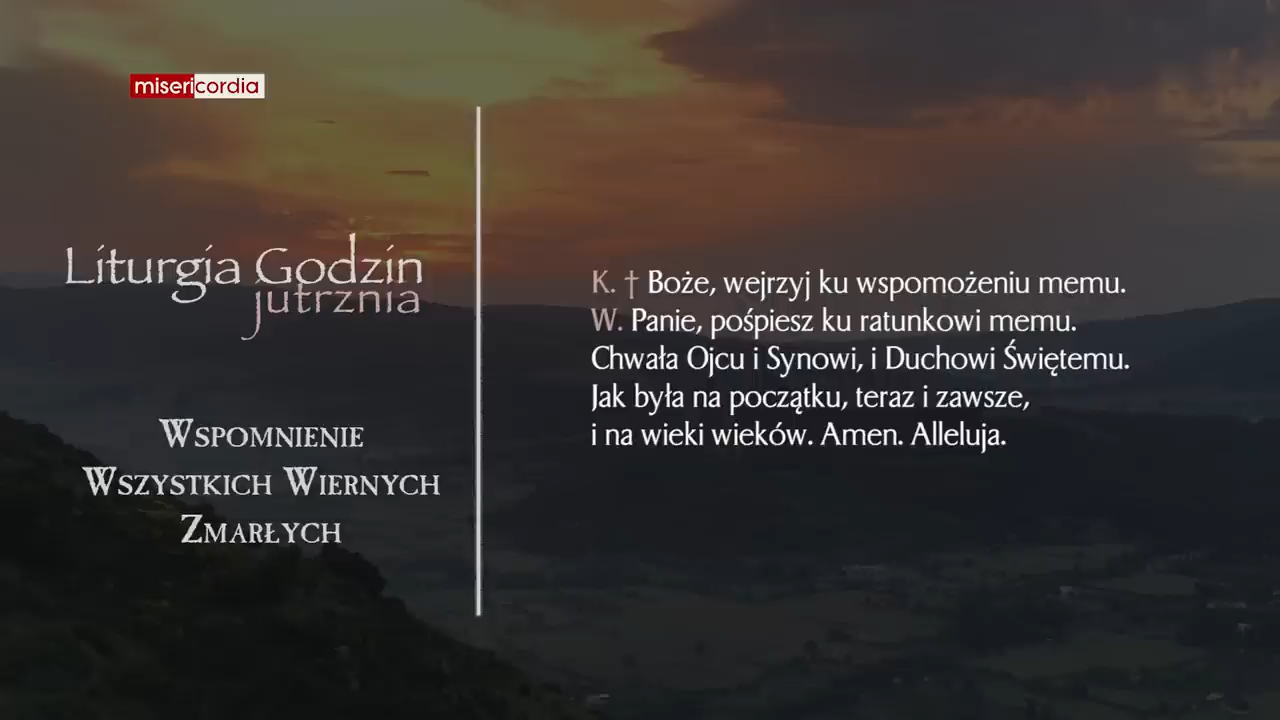 misericordia
Liturgia Godzin
jutrznia
Wspomnienie
Wszystkich Wiernych
Zmarłych
K. † Boże, wejrzyj ku wspomożeniu memu.
W. Panie, pośpiesz ku ratunkowi memu.
Chwała Ojcu i Synowi, i Duchowi Świętemu.
Jak była na początku, teraz i zawsze,
i na wieki wieków. Amen. Alleluja.